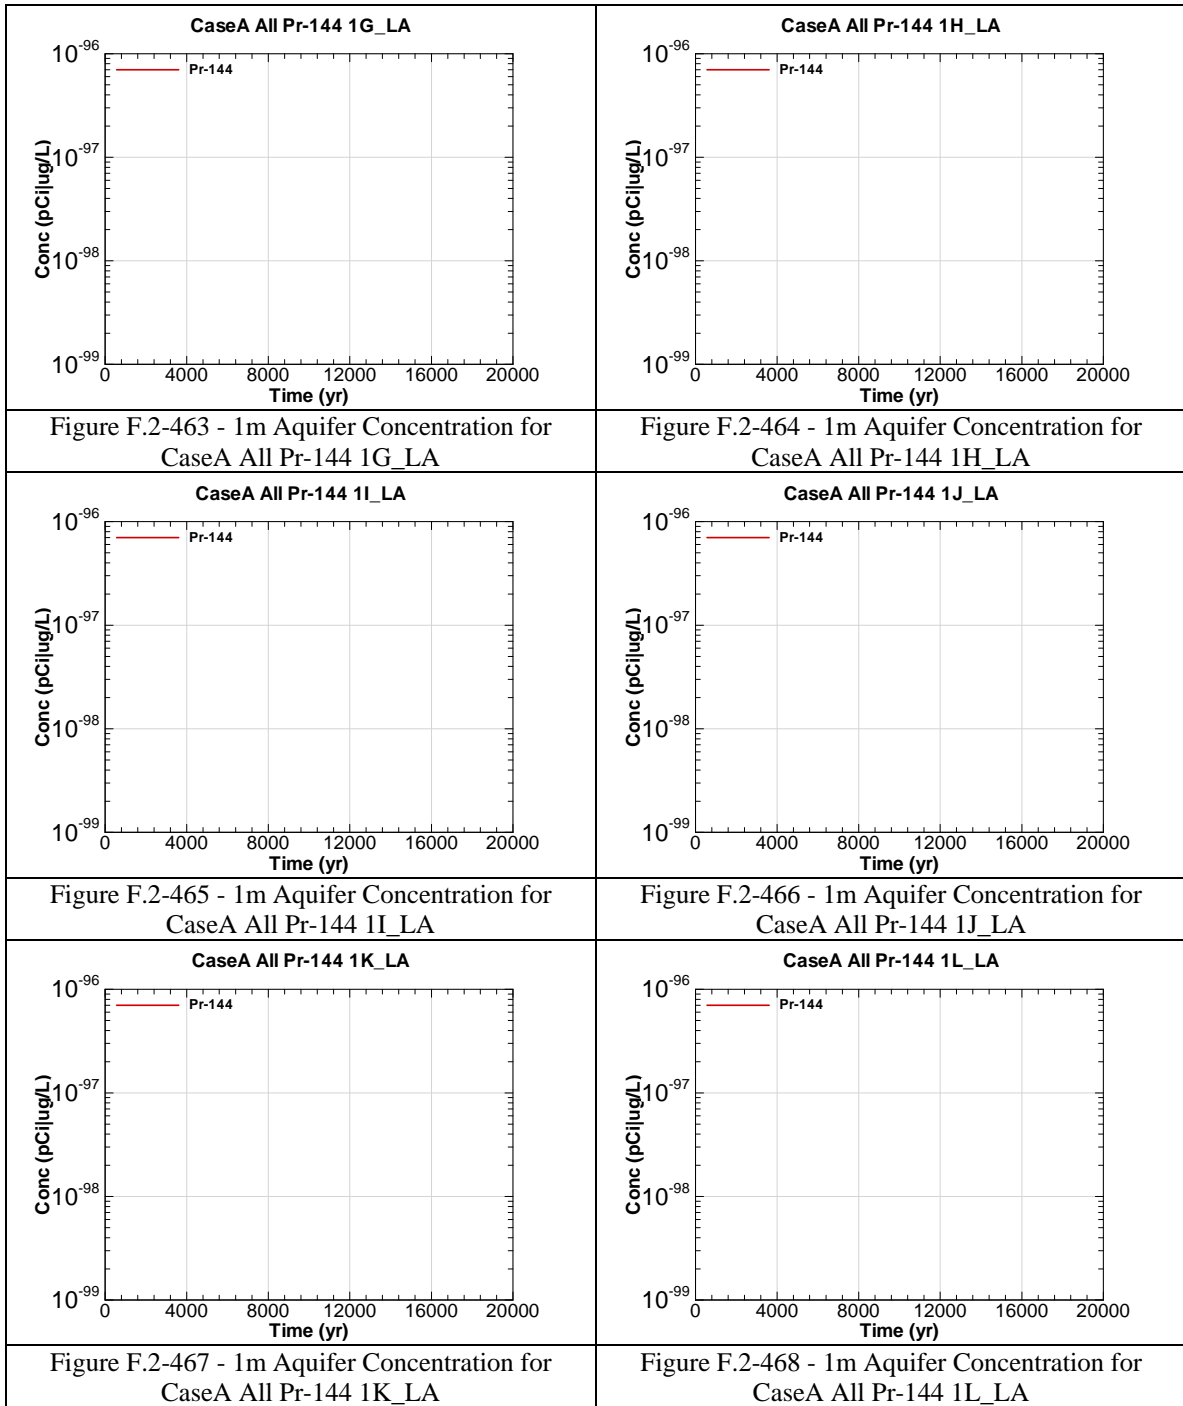 CaseA All Pr-144 1G_LA
Pr-144
10-96
10-97
10-98
10-99
Conc (pCi|ug/L)
0 4000 8000 12000 16000 20000
Time (yr)
Figure F.2-463 - 1m Aquifer Concentration for
CaseA All Pr-144 1G_LA
CaseA All Pr-144 1H_LA
Pr-144
10-96
10-97
10-98
10-99
Conc (pCi|ug/L)
0 4000 8000 12000 16000 20000
Time (yr)
Figure F.2-464 - 1m Aquifer Concentration for
CaseA All Pr-144 1H_LA
CaseA All Pr-144 1I_LA
Pr-144
10-96
10-97
10-98
10-99
Conc (pCi|ug/L)
0 4000 8000 12000 16000 20000
Time (yr)
Figure F.2-465 - 1m Aquifer Concentration for
CaseA All Pr-144 1I_LA
CaseA All Pr-144 1J_LA
Pr-144
10-96
10-97
10-98
10-99
Conc (pCi|ug/L)
0 4000 8000 12000 16000 20000
Time (yr)
Figure F.2-466 - 1m Aquifer Concentration for
CaseA All Pr-144 1J_LA
CaseA All Pr-144 1K_LA
Pr-144
10-96
10-97
10-98
10-99
Conc (pCi|ug/L)
0 4000 8000 12000 16000 20000
Time (yr)
Figure F.2-467 - 1m Aquifer Concentration for
CaseA All Pr-144 1K_LA
CaseA All Pr-144 1L_LA
Pr-144
10-96
10-97
10-98
10-99
Conc (pCi|ug/L)
0 4000 8000 12000 16000 20000
Time (yr)
Figure F.2-468 - 1m Aquifer Concentration for
CaseA All Pr-144 1L_LA